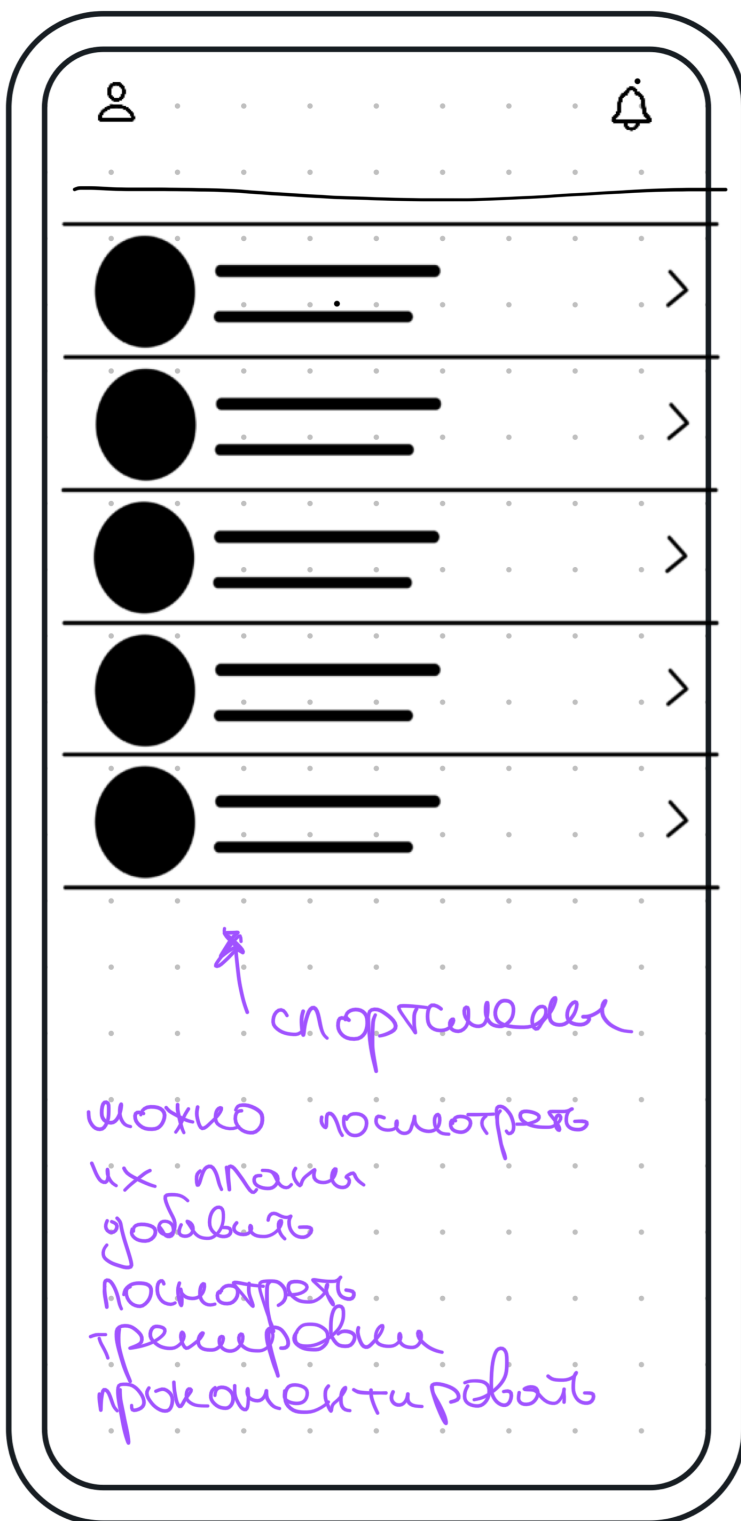 спортсмены
можно посмотреть
их планы
добавить
посмотреть
тренировки
прокоментировать